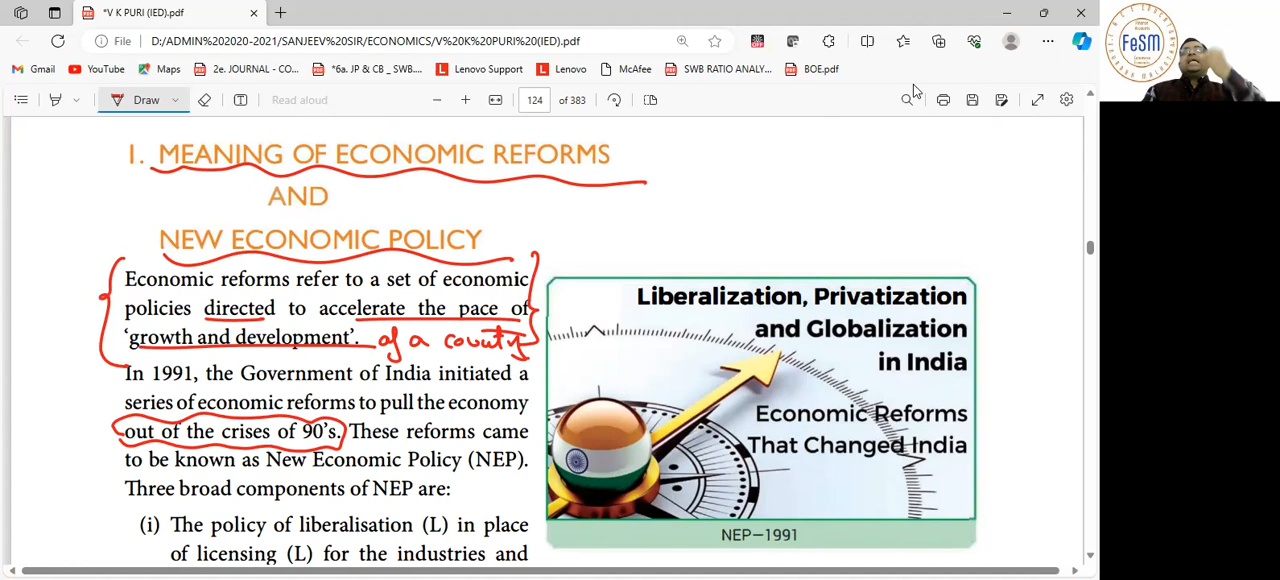 *V K PURI (IED).pdf
File
D:/ADMIN%202020-2021/SANJEEV%20SIR/ECONOMICS/V%20K%20PURI(IED).pdf
Gmail
YouTube
Maps
2e. JOURNAL - CO...
*6a. JP & CB _ SWB....
Lenovo Support
Lenovo
McAfee
SWB RATIO ANALY...
BOE.pdf
Draw
Read aloud
124
of 383
FeSM
1. MEANING OF ECONOMIC REFORMS
AND
NEW ECONOMIC POLICY
Economic reforms refer to a set of economic
policies directed to accelerate the pace of
'growth and development'. of a county
In 1991, the Government of India initiated a
series of economic reforms to pull the economy
out of the crises of 90's. These reforms came
to be known as New Economic Policy (NEP).
Three broad components of NEP are:
(i) The policy of liberalisation (L) in place
of licensing (L) for the industries and
Liberalization, Privatization
and Globalization
in India
Economic Reforms
That Changed India
NEP–1991